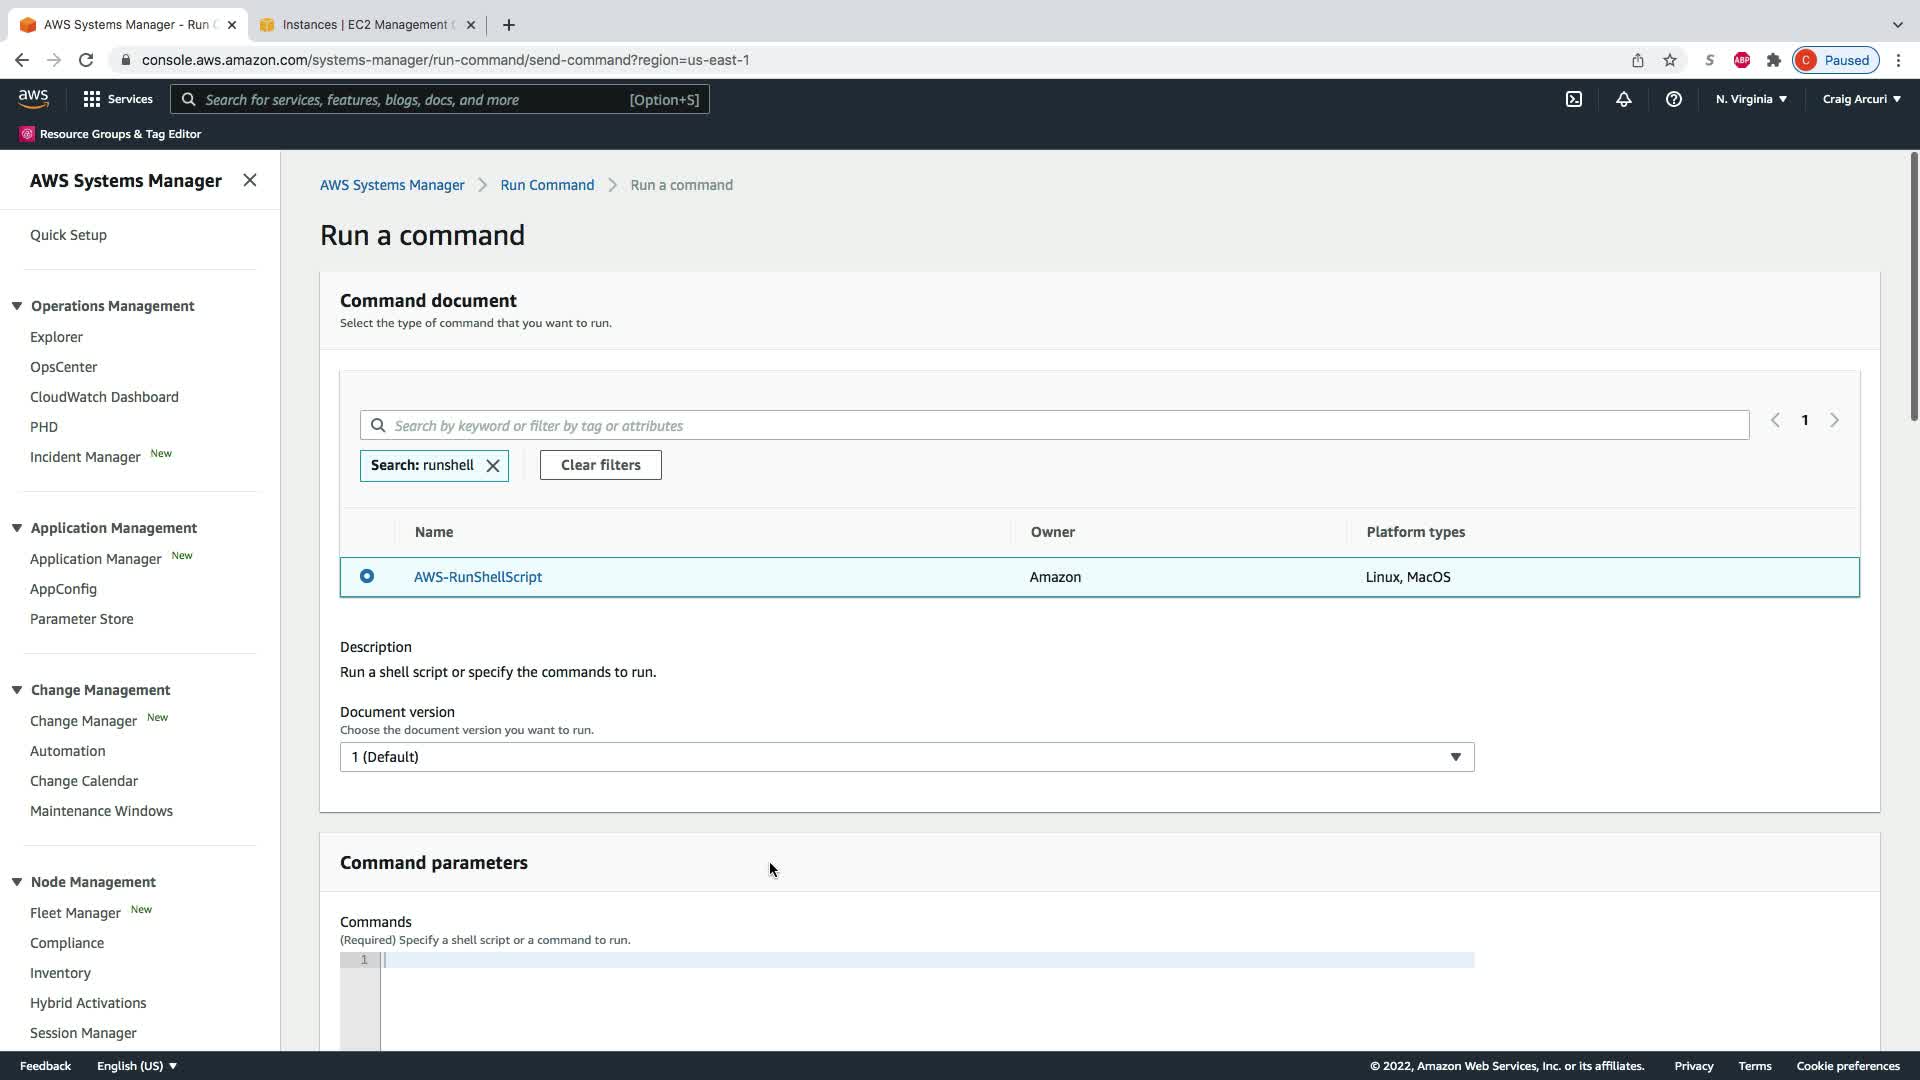 AWS Systems Manager - Run C
Instances | EC2 Management C
console.aws.amazon.com/systems-manager/run-command/send-command?region=us-east-1
S
ABP
C
Paused
aws
Services
Search for services, features, blogs, docs, and more
[Option+S]
N. Virginia
Craig Arcuri
Resource Groups & Tag Editor
AWS Systems Manager
Quick Setup
Operations Management
Explorer
OpsCenter
CloudWatch Dashboard
PHD
Incident Manager New
Application Management
Application Manager New
AppConfig
Parameter Store
Change Management
Change Manager New
Automation
Change Calendar
Maintenance Windows
Node Management
Fleet Manager New
Compliance
Inventory
Hybrid Activations
Session Manager
AWS Systems Manager > Run Command > Run a command
Run a command
Command document
Select the type of command that you want to run.
Search by keyword or filter by tag or attributes
1
Search: runshell
Clear filters
Name Owner Platform types
AWS-RunShellScript Amazon Linux, MacOS
Description
Run a shell script or specify the commands to run.
Document version
Choose the document version you want to run.
1 (Default)
Command parameters
Commands
(Required) Specify a shell script or a command to run.
1
Feedback
English (US)
© 2022, Amazon Web Services, Inc. or its affiliates.
Privacy
Terms
Cookie preferences